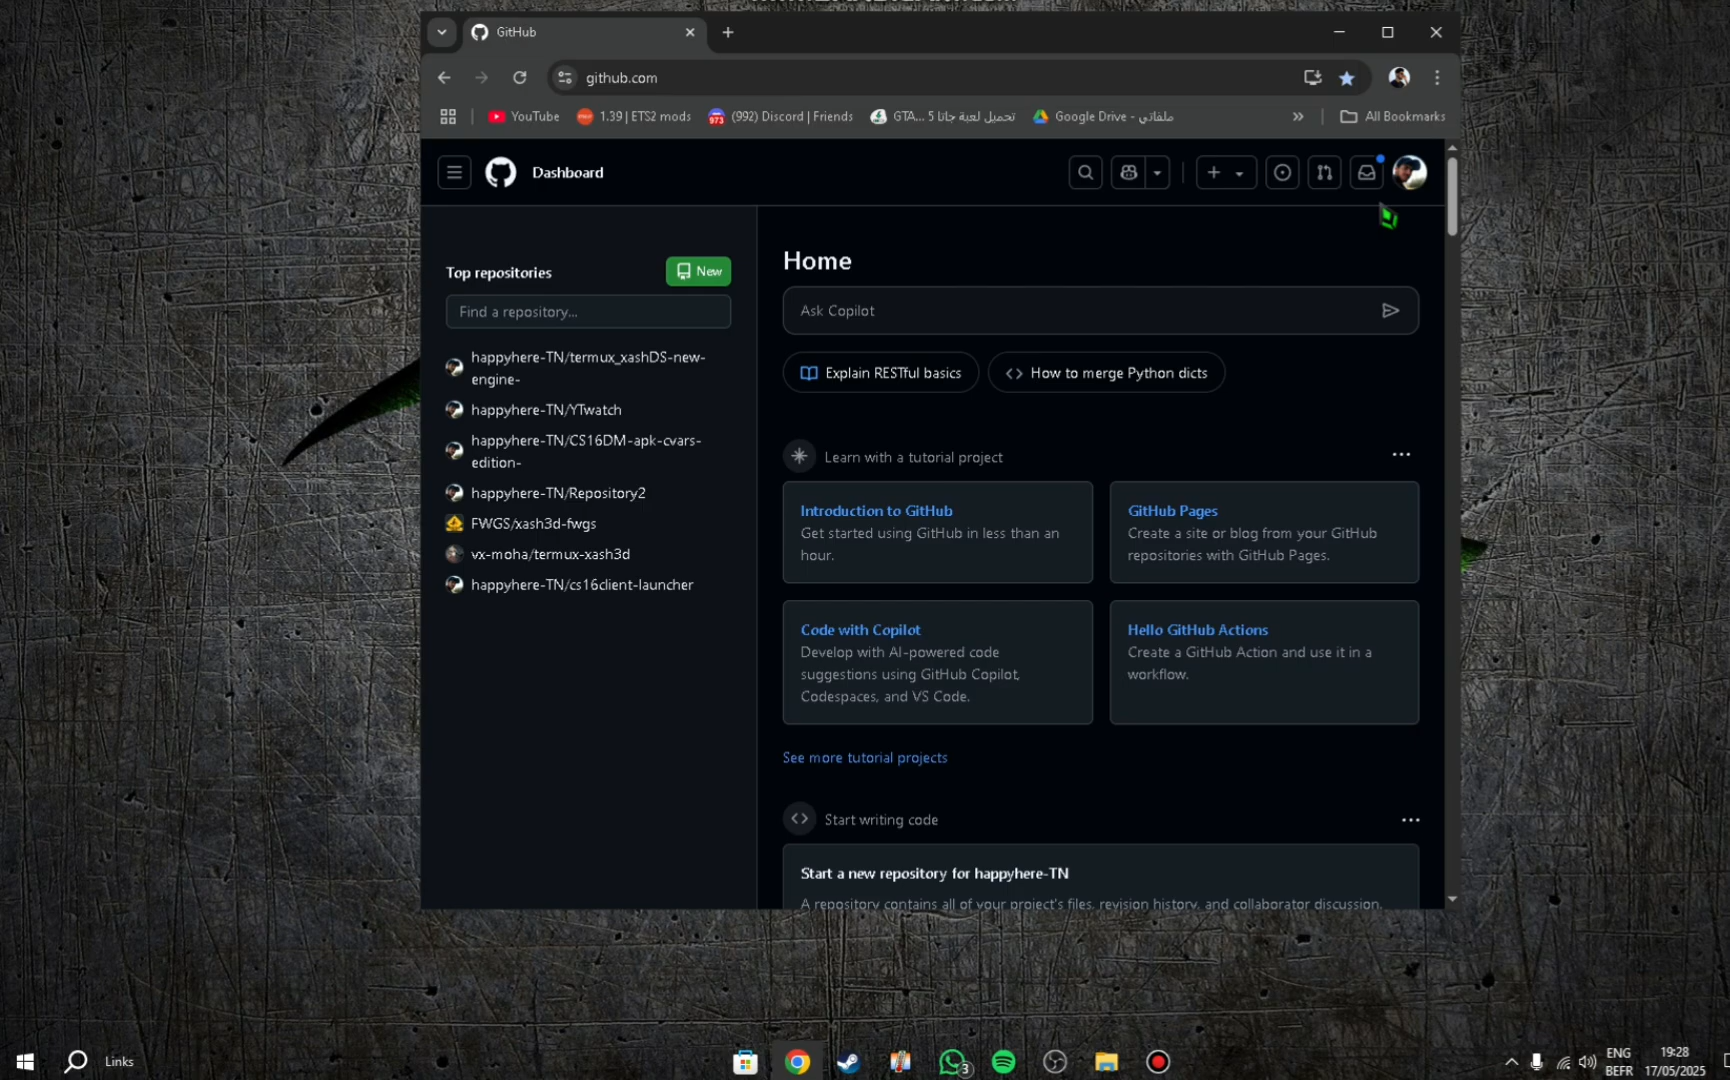 GitHub
github.com
YouTube
1.39 | ETS2 mods
(992) Discord | Friends
973
GTA... 5 تحميل لعبة جاتا
Google Drive - ملفاتي
»
All Bookmarks
Dashboard
Top repositories
New
Find a repository...
happyhere-TN/termux_xashDS-new-
engine-
happyhere-TN/YTwatch
happyhere-TN/CS16DM-apk-cvars-
edition-
happyhere-TN/Repository2
FWGS/xash3d-fwgs
vx-moha/termux-xash3d
happyhere-TN/cs16client-launcher
Home
Ask Copilot
Explain RESTful basics
How to merge Python dicts
Learn with a tutorial project
Introduction to GitHub
Get started using GitHub in less than an
hour.
GitHub Pages
Create a site or blog from your GitHub
repositories with GitHub Pages.
Code with Copilot
Develop with AI-powered code
suggestions using GitHub Copilot,
Codespaces, and VS Code.
Hello GitHub Actions
Create a GitHub Action and use it in a
workflow.
See more tutorial projects
Start writing code
Start a new repository for happyhere-TN
A repository contains all of your project's files, revision history, and collaborator discussion.
Links
3
ENG
BEFR
19:28
17/05/2025